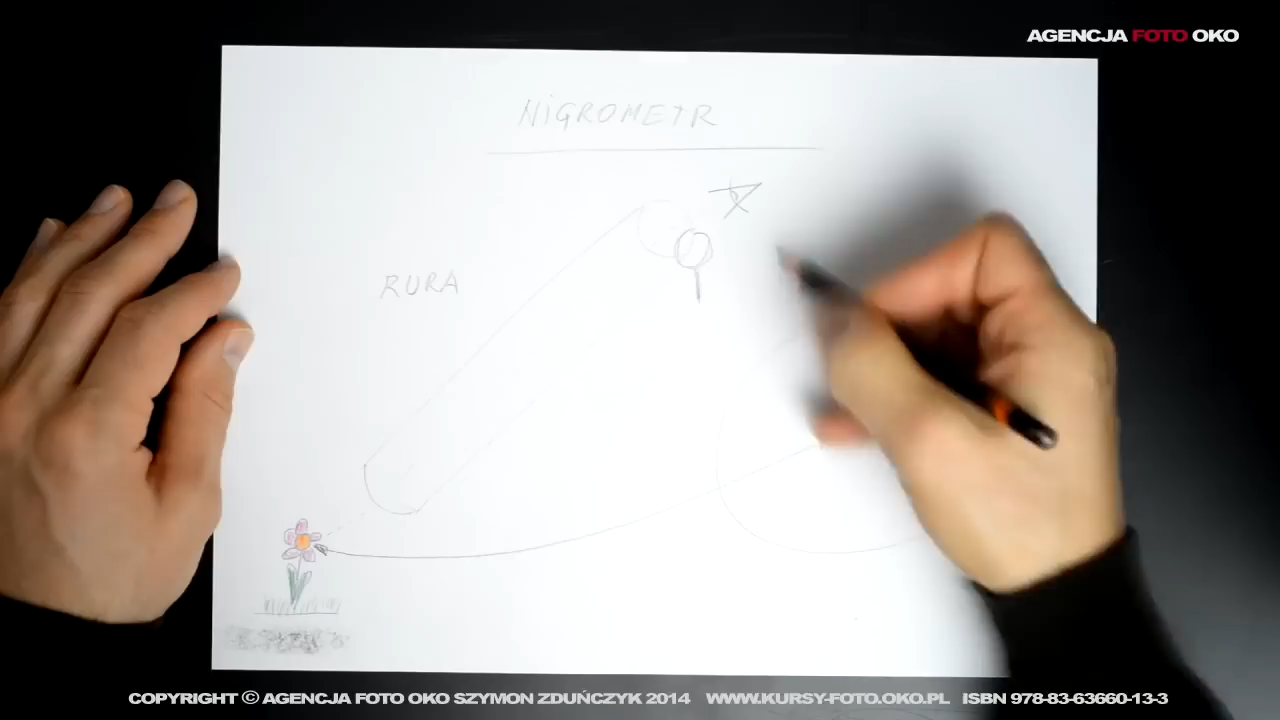 AGENCJA FOTO OKO
NIGROMETR
RURA
COPYRIGHT © AGENCJA FOTO OKO SZYMON ZDUŃCZYK 2014 WWW.KURSY-FOTO.OKO.PL ISBN 978-83-63660-13-3